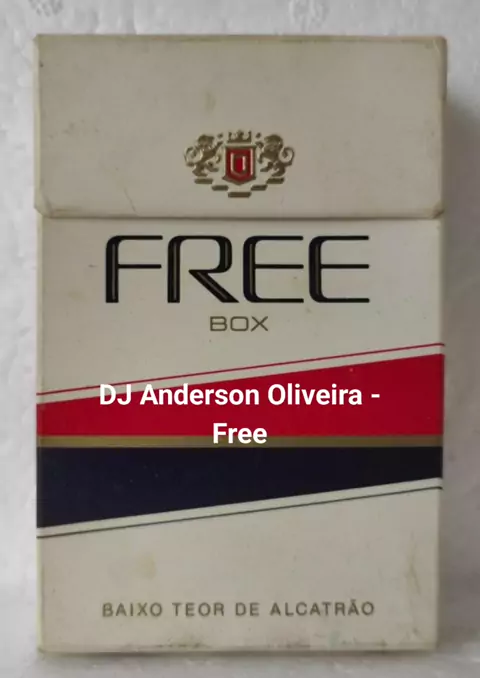 FREE
BOX
DJ Anderson Oliveira -
Free
BAIXO TEOR DE ALCATRÃO